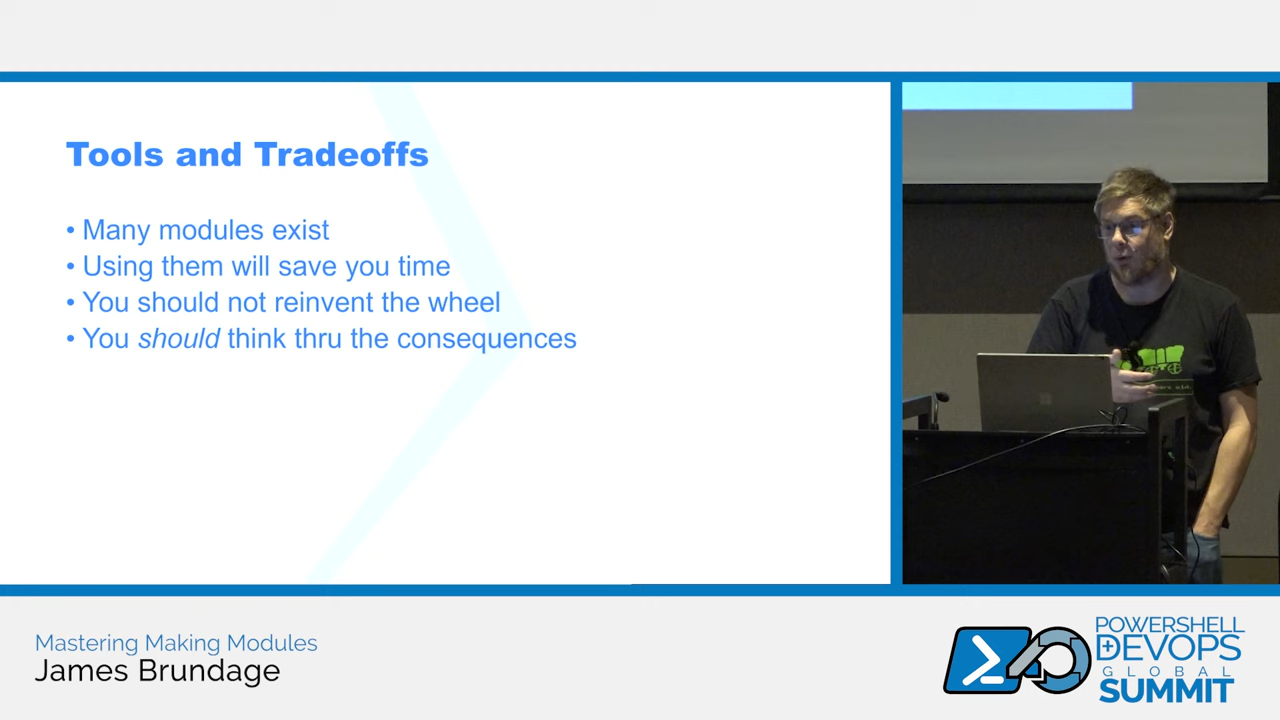 Tools and Tradeoffs
• Many modules exist
• Using them will save you time
• You should not reinvent the wheel
• You should think thru the consequences
Mastering Making Modules
James Brundage
POWERSHELL
DEVOPS
GLOBAL
SUMMIT